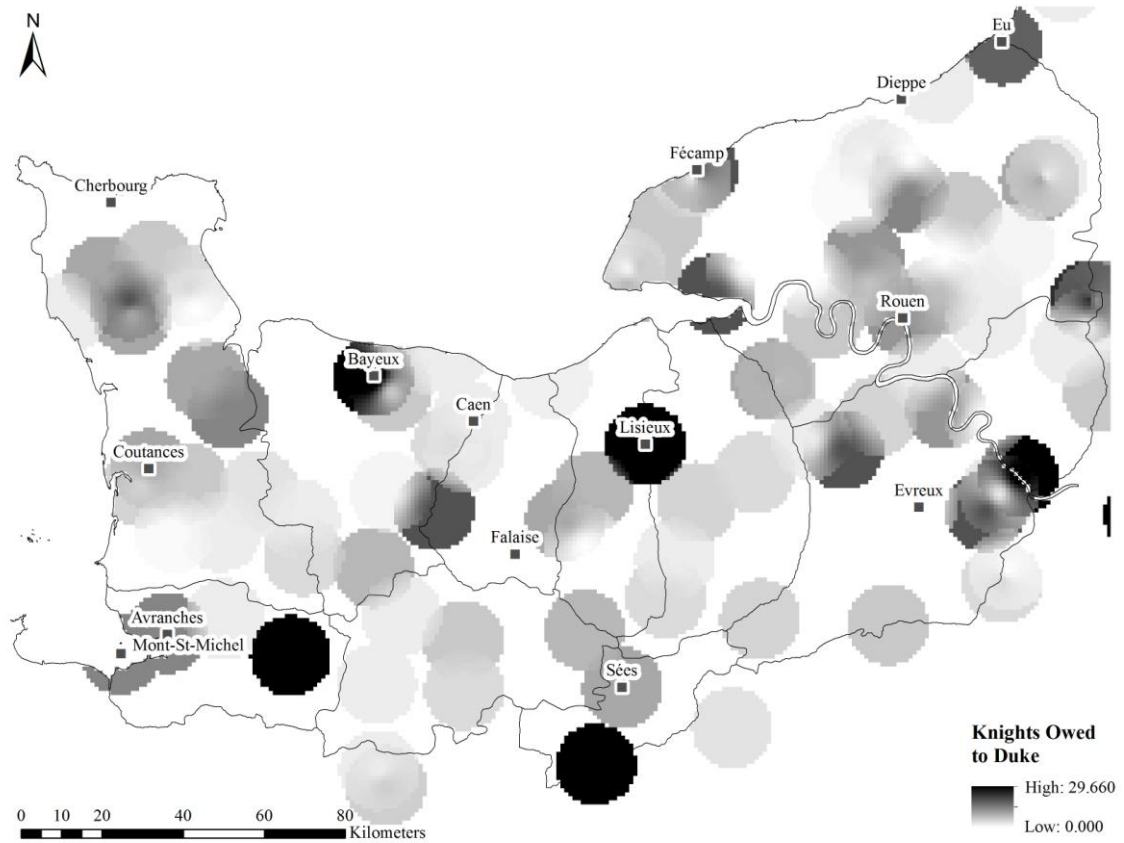 N
Eu
Dieppe
Fécamp
Cherbourg
Rouen
Bayeux
Caen
Lisieux
Coutances
Evreux
Falaise
Avranches
Mont-St-Michel
Sées
Knights Owed
to Duke
High: 29.660
Low: 0.000
0 10 20 40 60 80
Kilometers